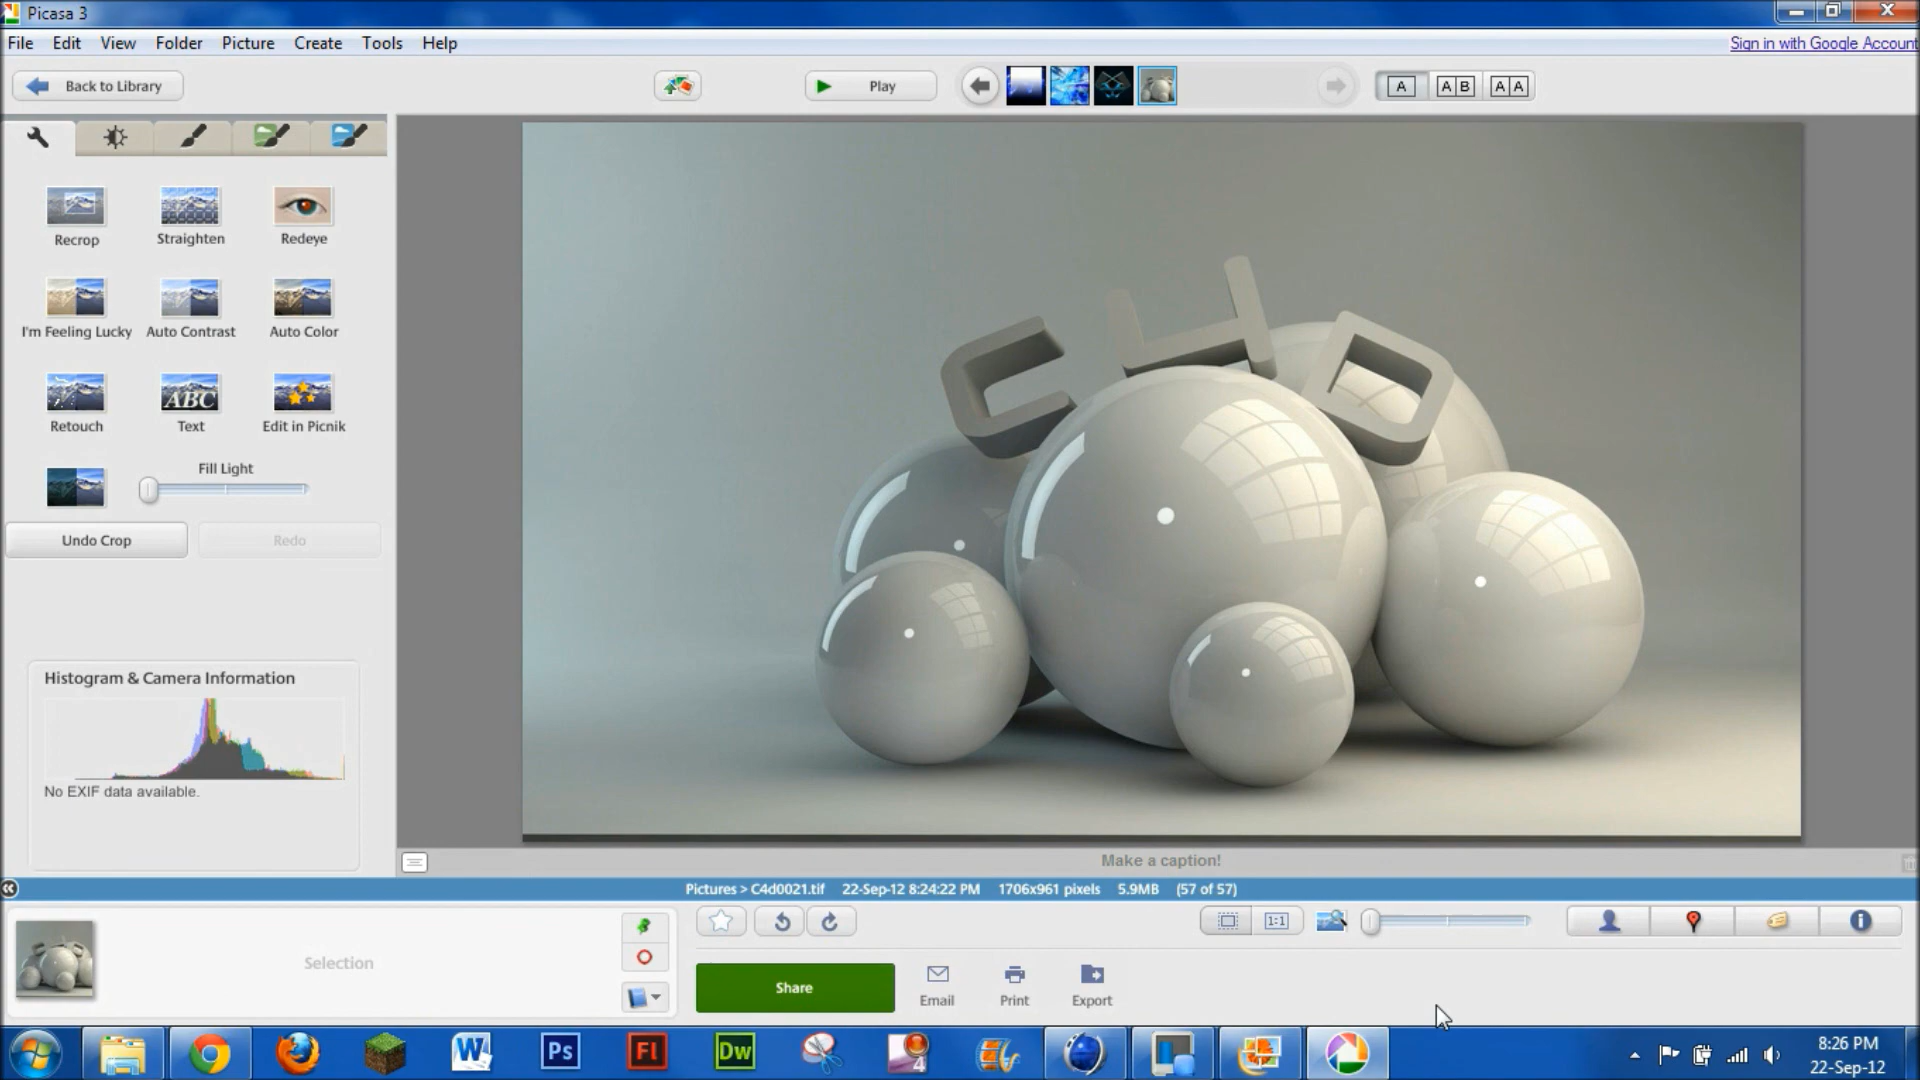 Picasa 3
File Edit View Folder Picture Create Tools Help
Sign in with Google Account
Back to Library
Play
A
A B
A A
Recrop
Straighten
Redeye
I'm Feeling Lucky
Auto Contrast
Auto Color
Retouch
ABC
Text
Edit in Picnik
Fill Light
Undo Crop
Redo
Histogram & Camera Information
No EXIF data available.
C4D
Make a caption!
Pictures > C4d0021.tif 22-Sep-12 8:24:22 PM 1706x961 pixels 5.9MB (57 of 57)
Selection
1:1
Share
Email
Print
Export
W
Ps
Fl
Dw
4
8:26 PM
22-Sep-12